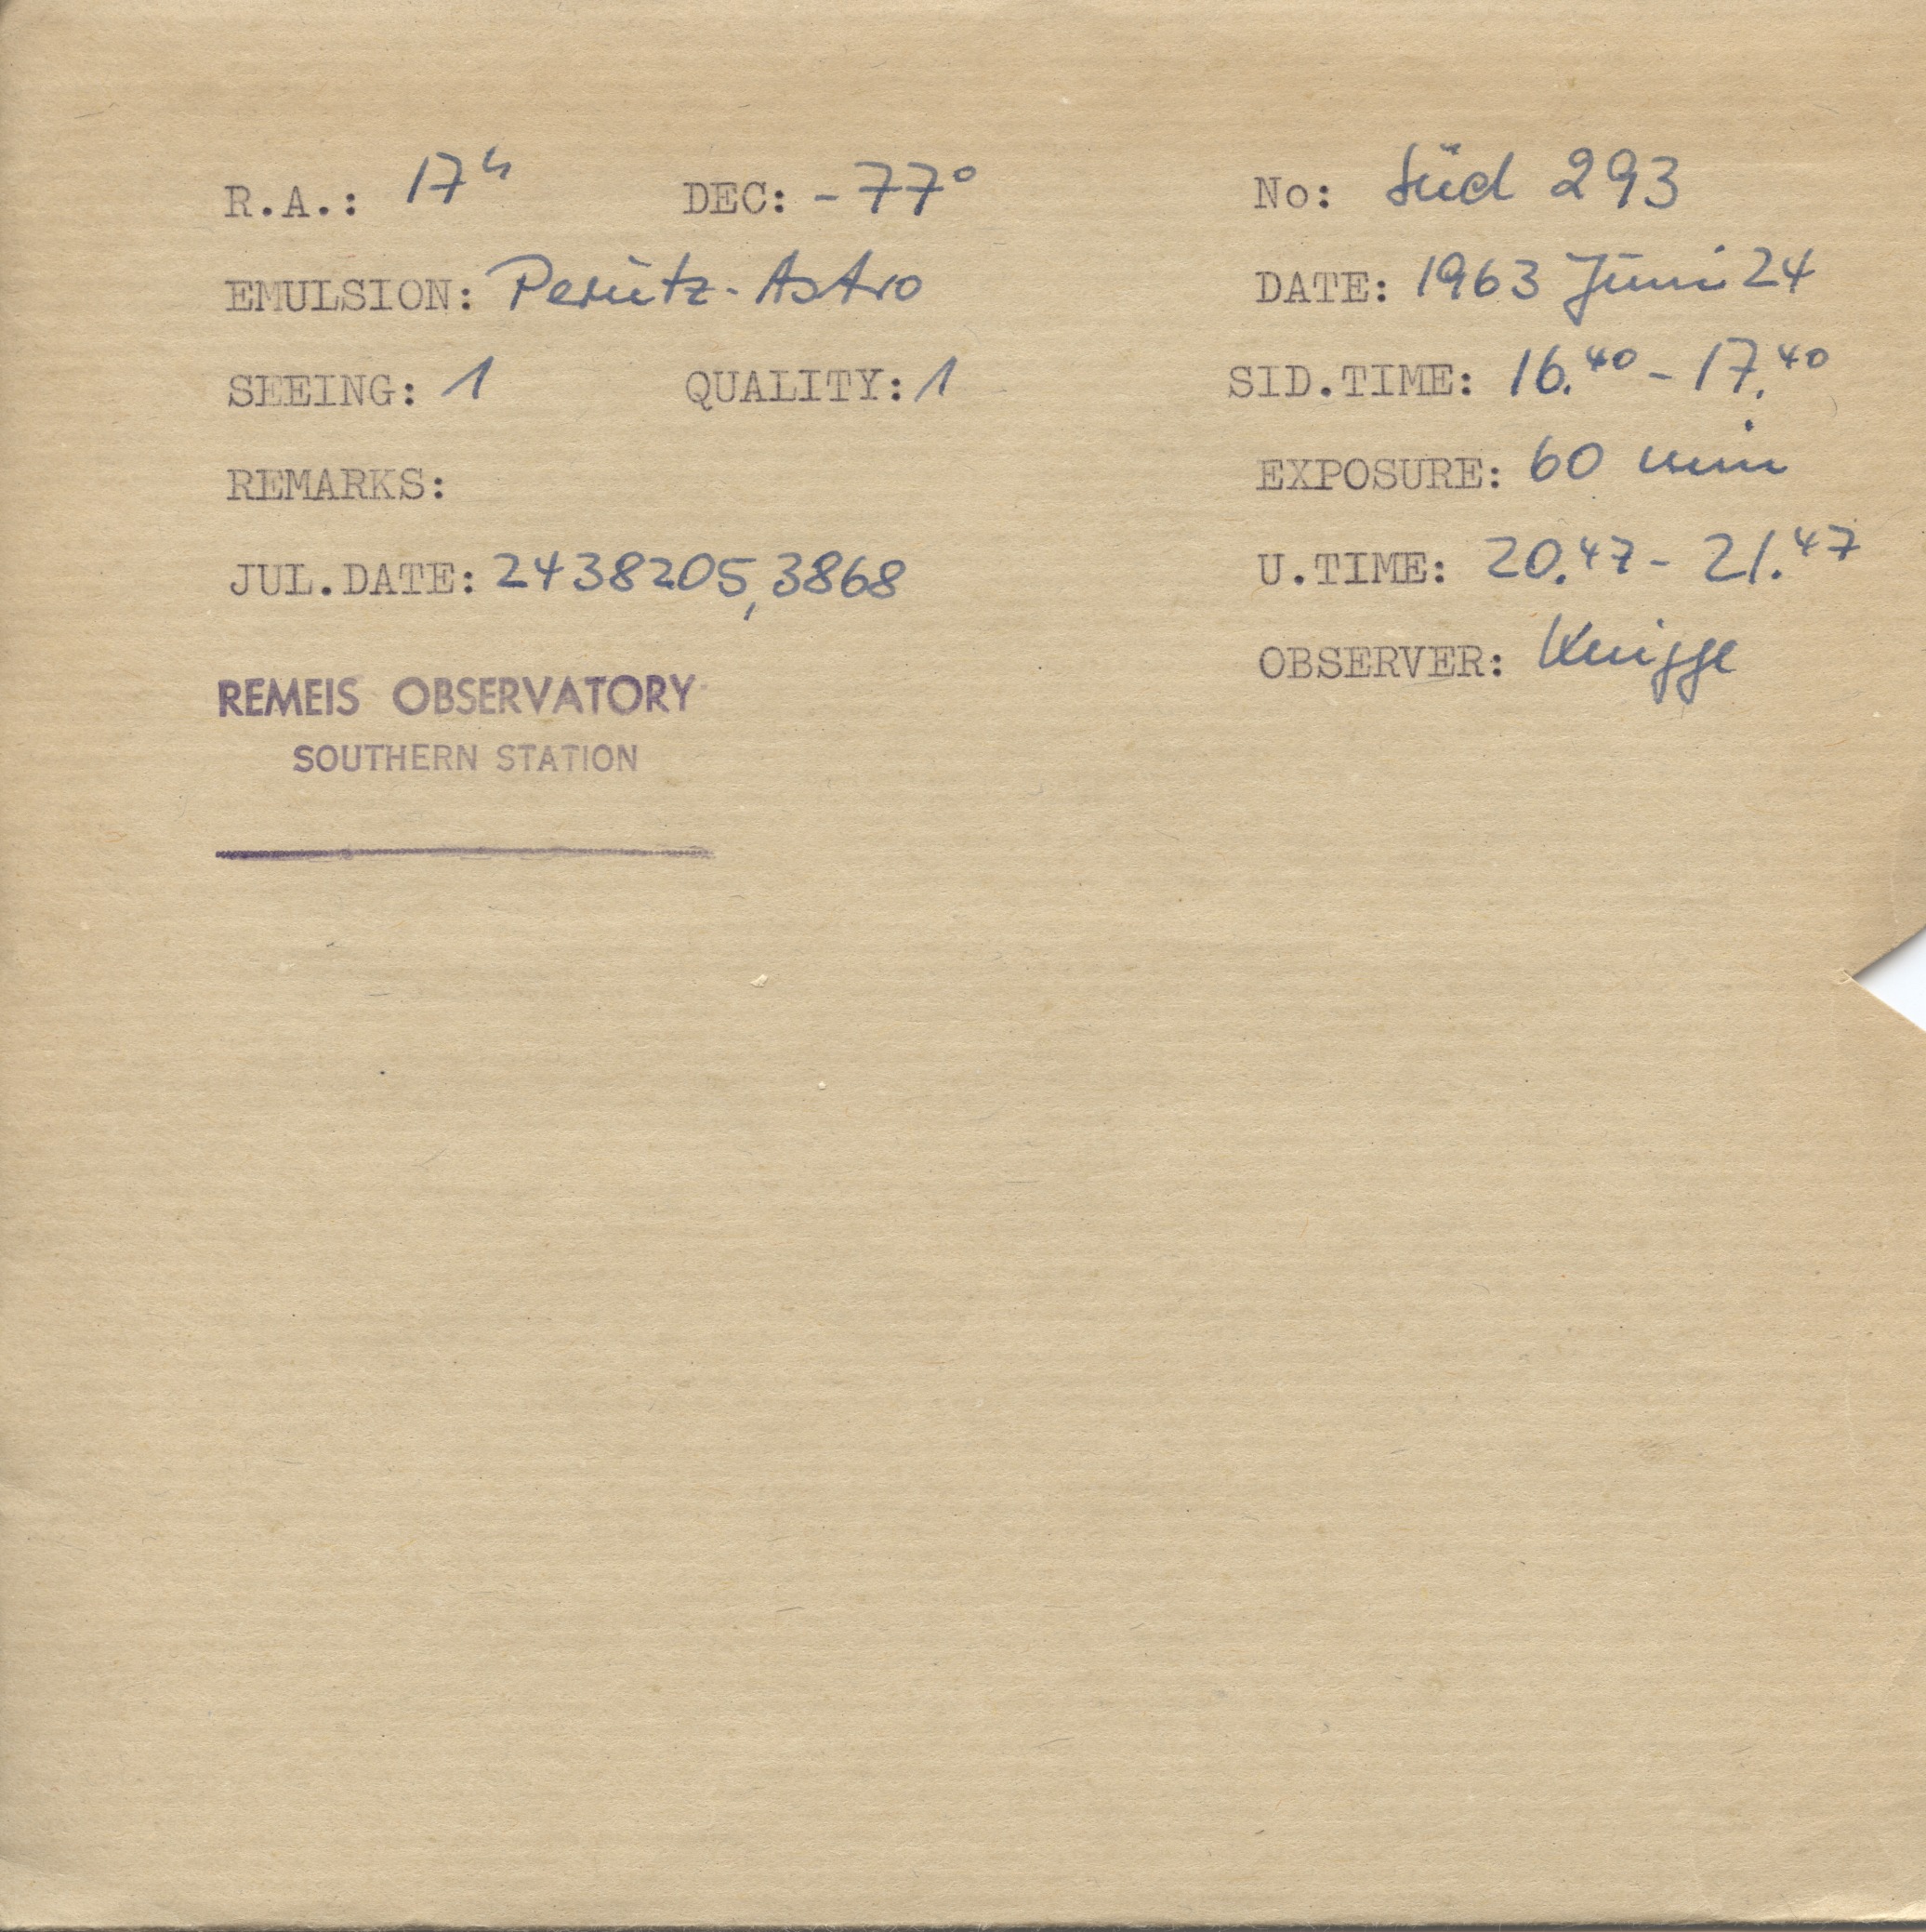 R.A.: 17h DEC: -77° No: Süd 293
EMULSION: Perutz-Astro DATE: 1963 Juni 24
SEEING: 1 QUALITY: 1 SID.TIME: 16.40 - 17.40
REMARKS: EXPOSURE: 60 min
JUL.DATE: 2438205,3868 U.TIME: 20.47 - 21.47
OBSERVER: Knigge
REMEIS OBSERVATORY
SOUTHERN STATION